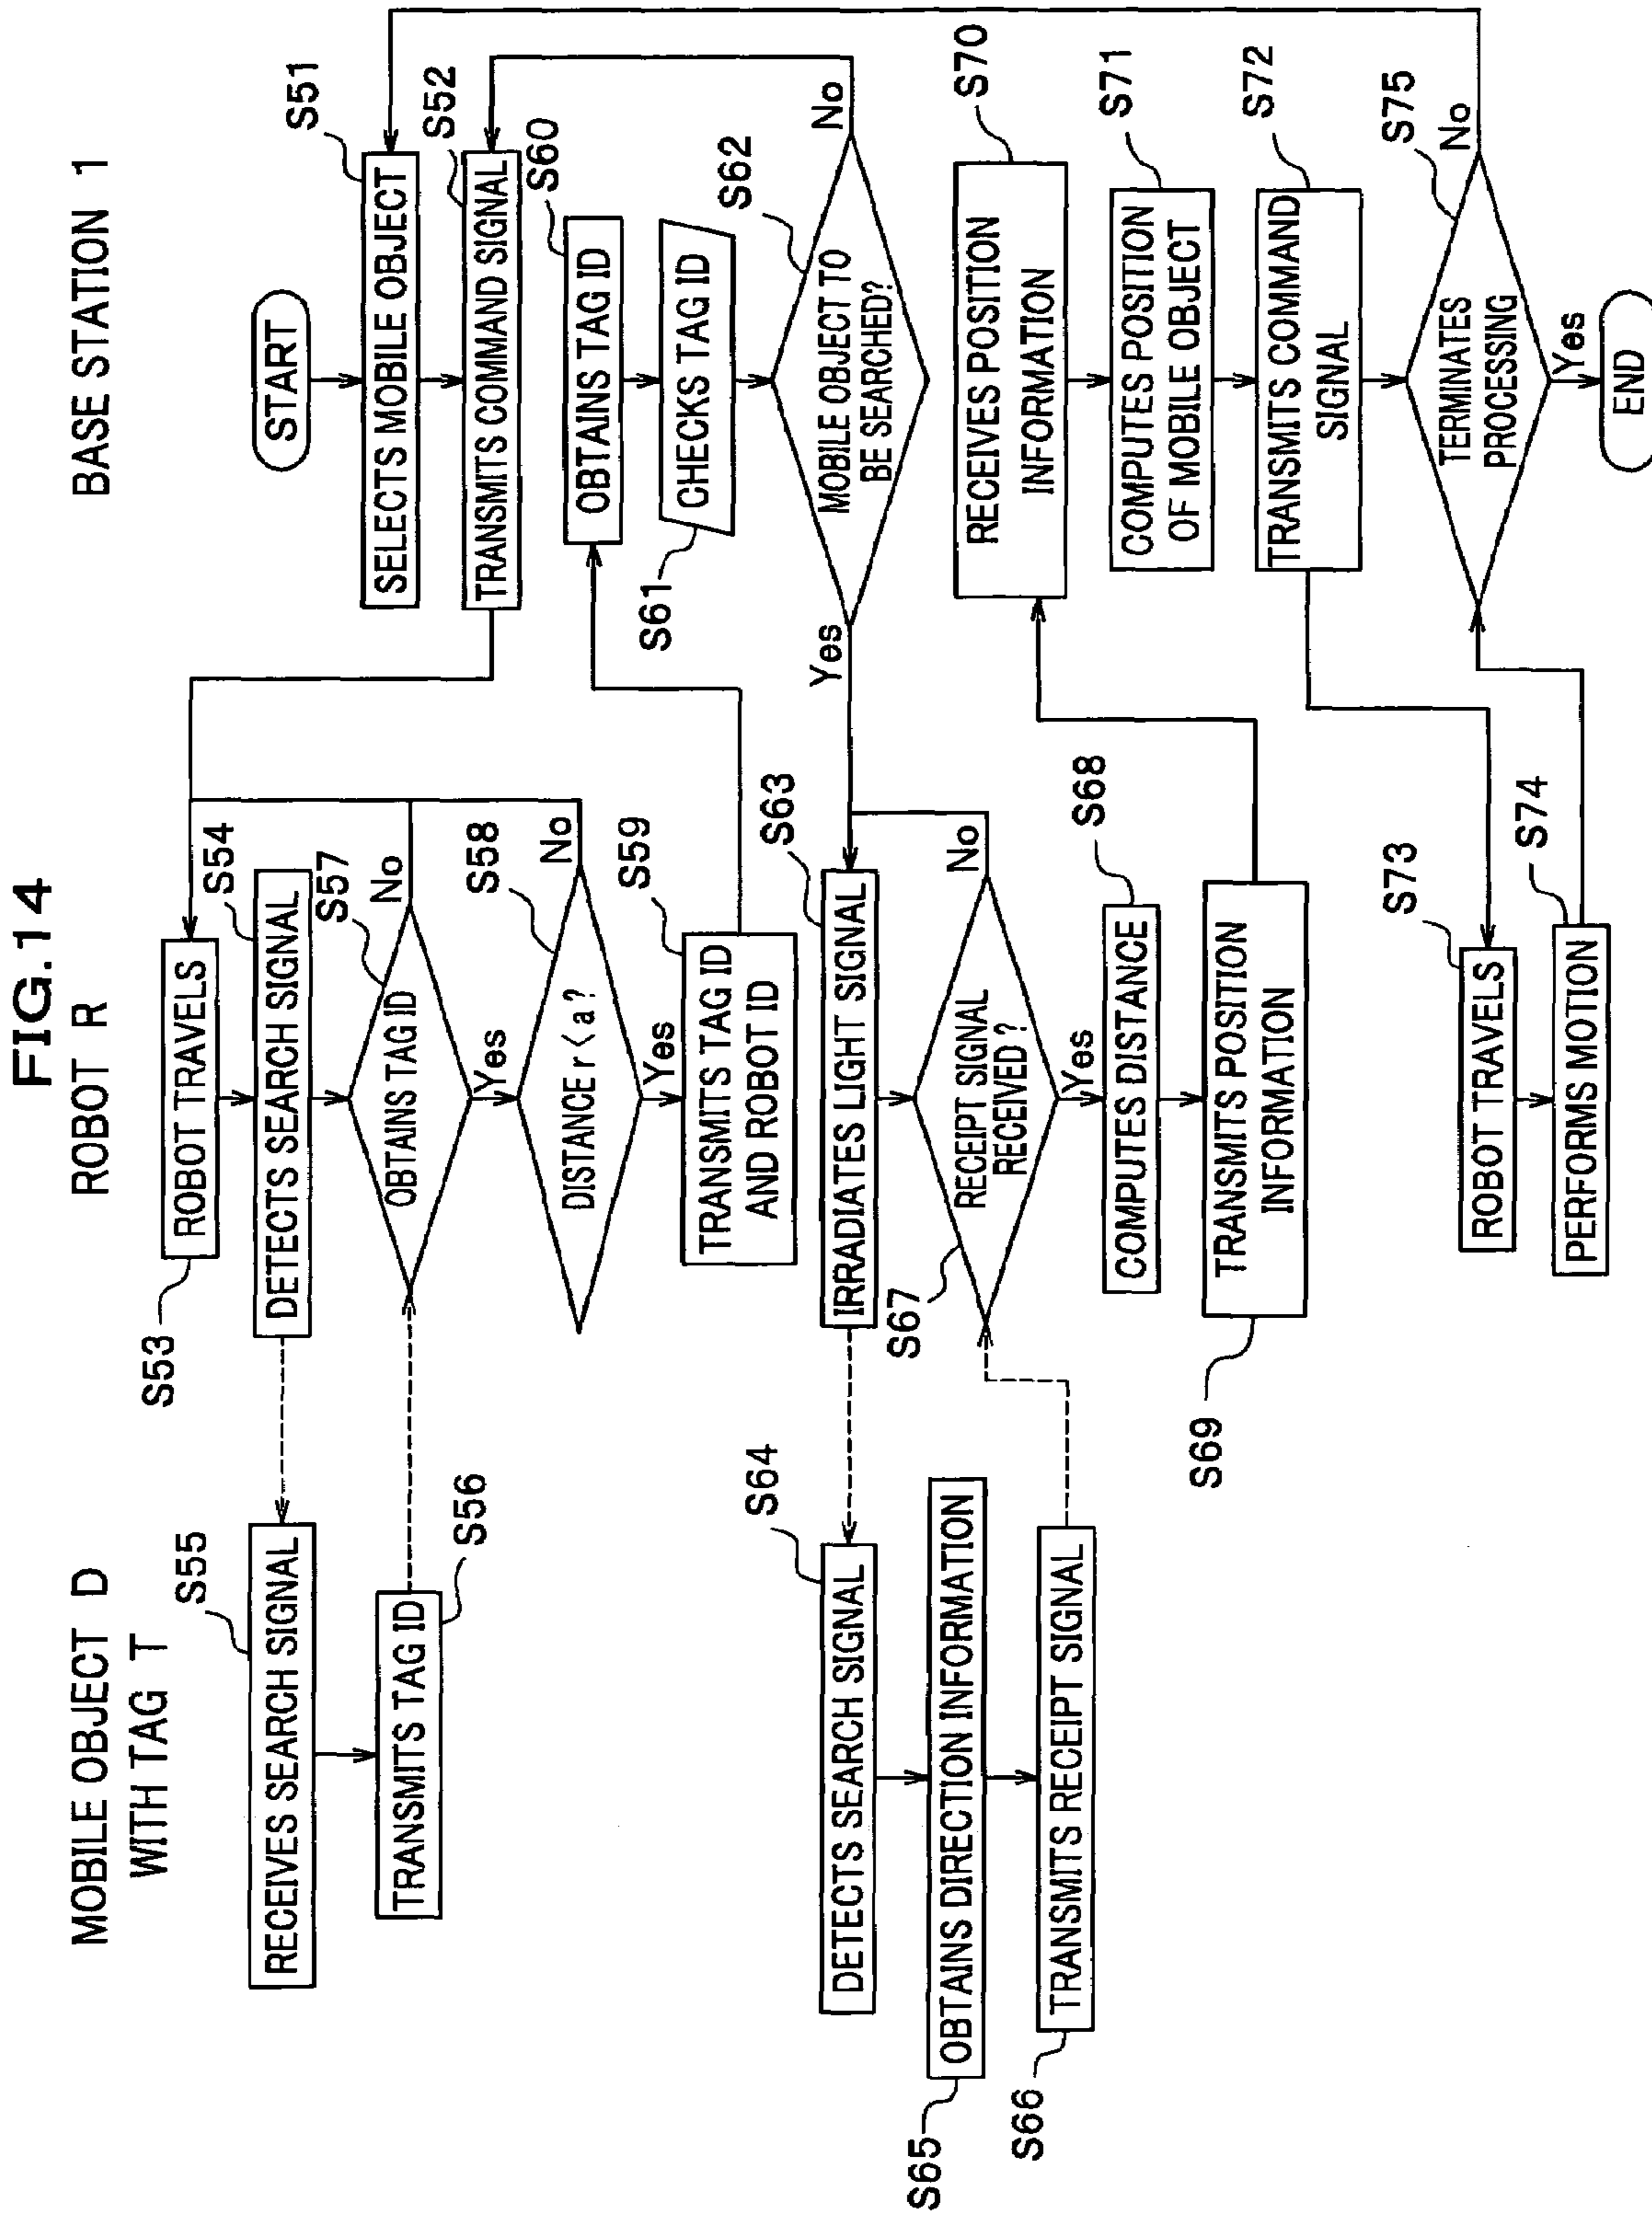 FIG.14
MOBILE OBJECT D
WITH TAG T
ROBOT R
BASE STATION 1
START
S51
SELECTS MOBILE OBJECT
S52
TRANSMITS COMMAND SIGNAL
S53
ROBOT TRAVELS
S54
DETECTS SEARCH SIGNAL
S55
RECEIVES SEARCH SIGNAL
S56
TRANSMITS TAG ID
S57
OBTAINS TAG ID
No
Yes
S58
DISTANCE r < a ?
No
Yes
S59
TRANSMITS TAG ID
AND ROBOT ID
S60
OBTAINS TAG ID
S61
CHECKS TAG ID
S62
MOBILE OBJECT TO
BE SEARCHED?
No
Yes
S63
IRRADIATES LIGHT SIGNAL
S64
DETECTS SEARCH SIGNAL
S65
OBTAINS DIRECTION INFORMATION
S66
TRANSMITS RECEIPT SIGNAL
S67
RECEIPT SIGNAL
RECEIVED ?
No
Yes
S68
COMPUTES DISTANCE
S69
TRANSMITS POSITION
INFORMATION
S70
RECEIVES POSITION
INFORMATION
S71
COMPUTES POSITION
OF MOBILE OBJECT
S72
TRANSMITS COMMAND
SIGNAL
S73
ROBOT TRAVELS
S74
PERFORMS MOTION
S75
TERMINATES
PROCESSING
No
Yes
END